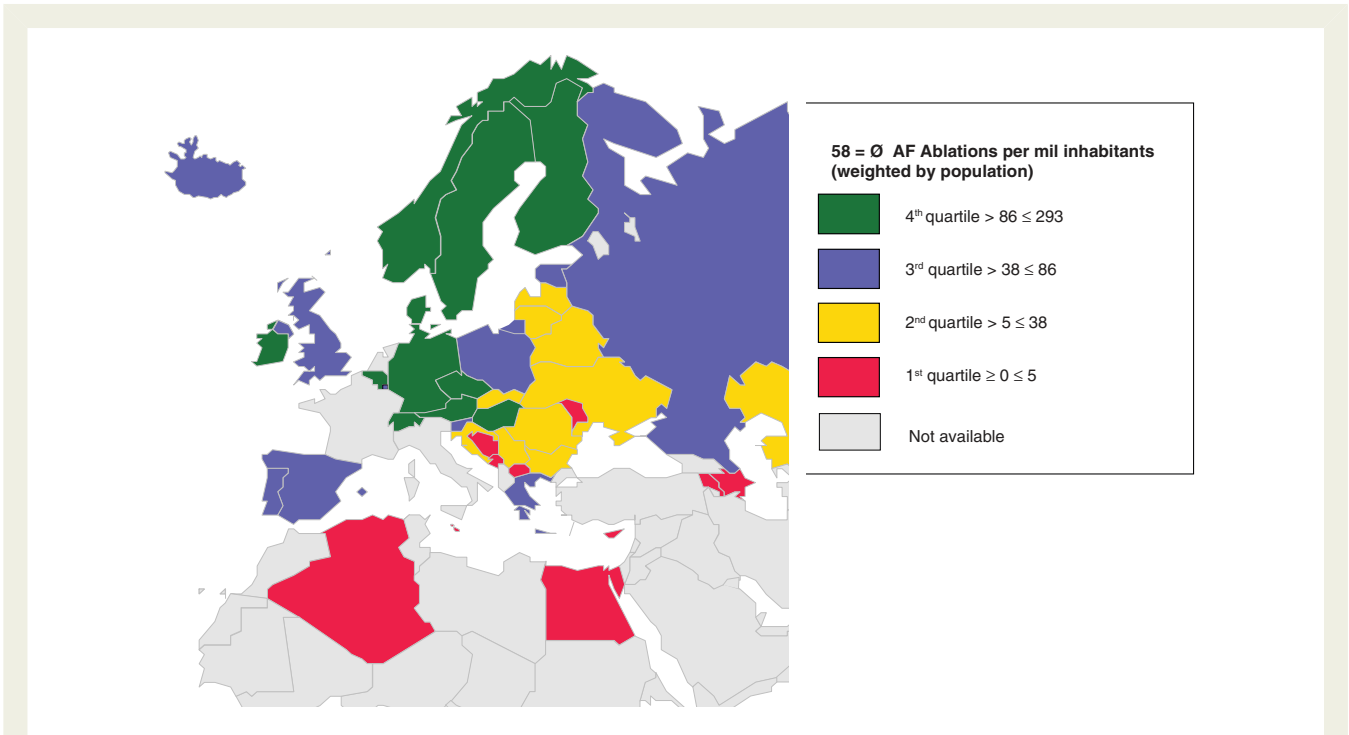 58 = Ø AF Ablations per mil inhabitants
(weighted by population)
4th quartile > 86 ≤ 293
3rd quartile > 38 ≤ 86
2nd quartile > 5 ≤ 38
1st quartile ≥ 0 ≤ 5
Not available